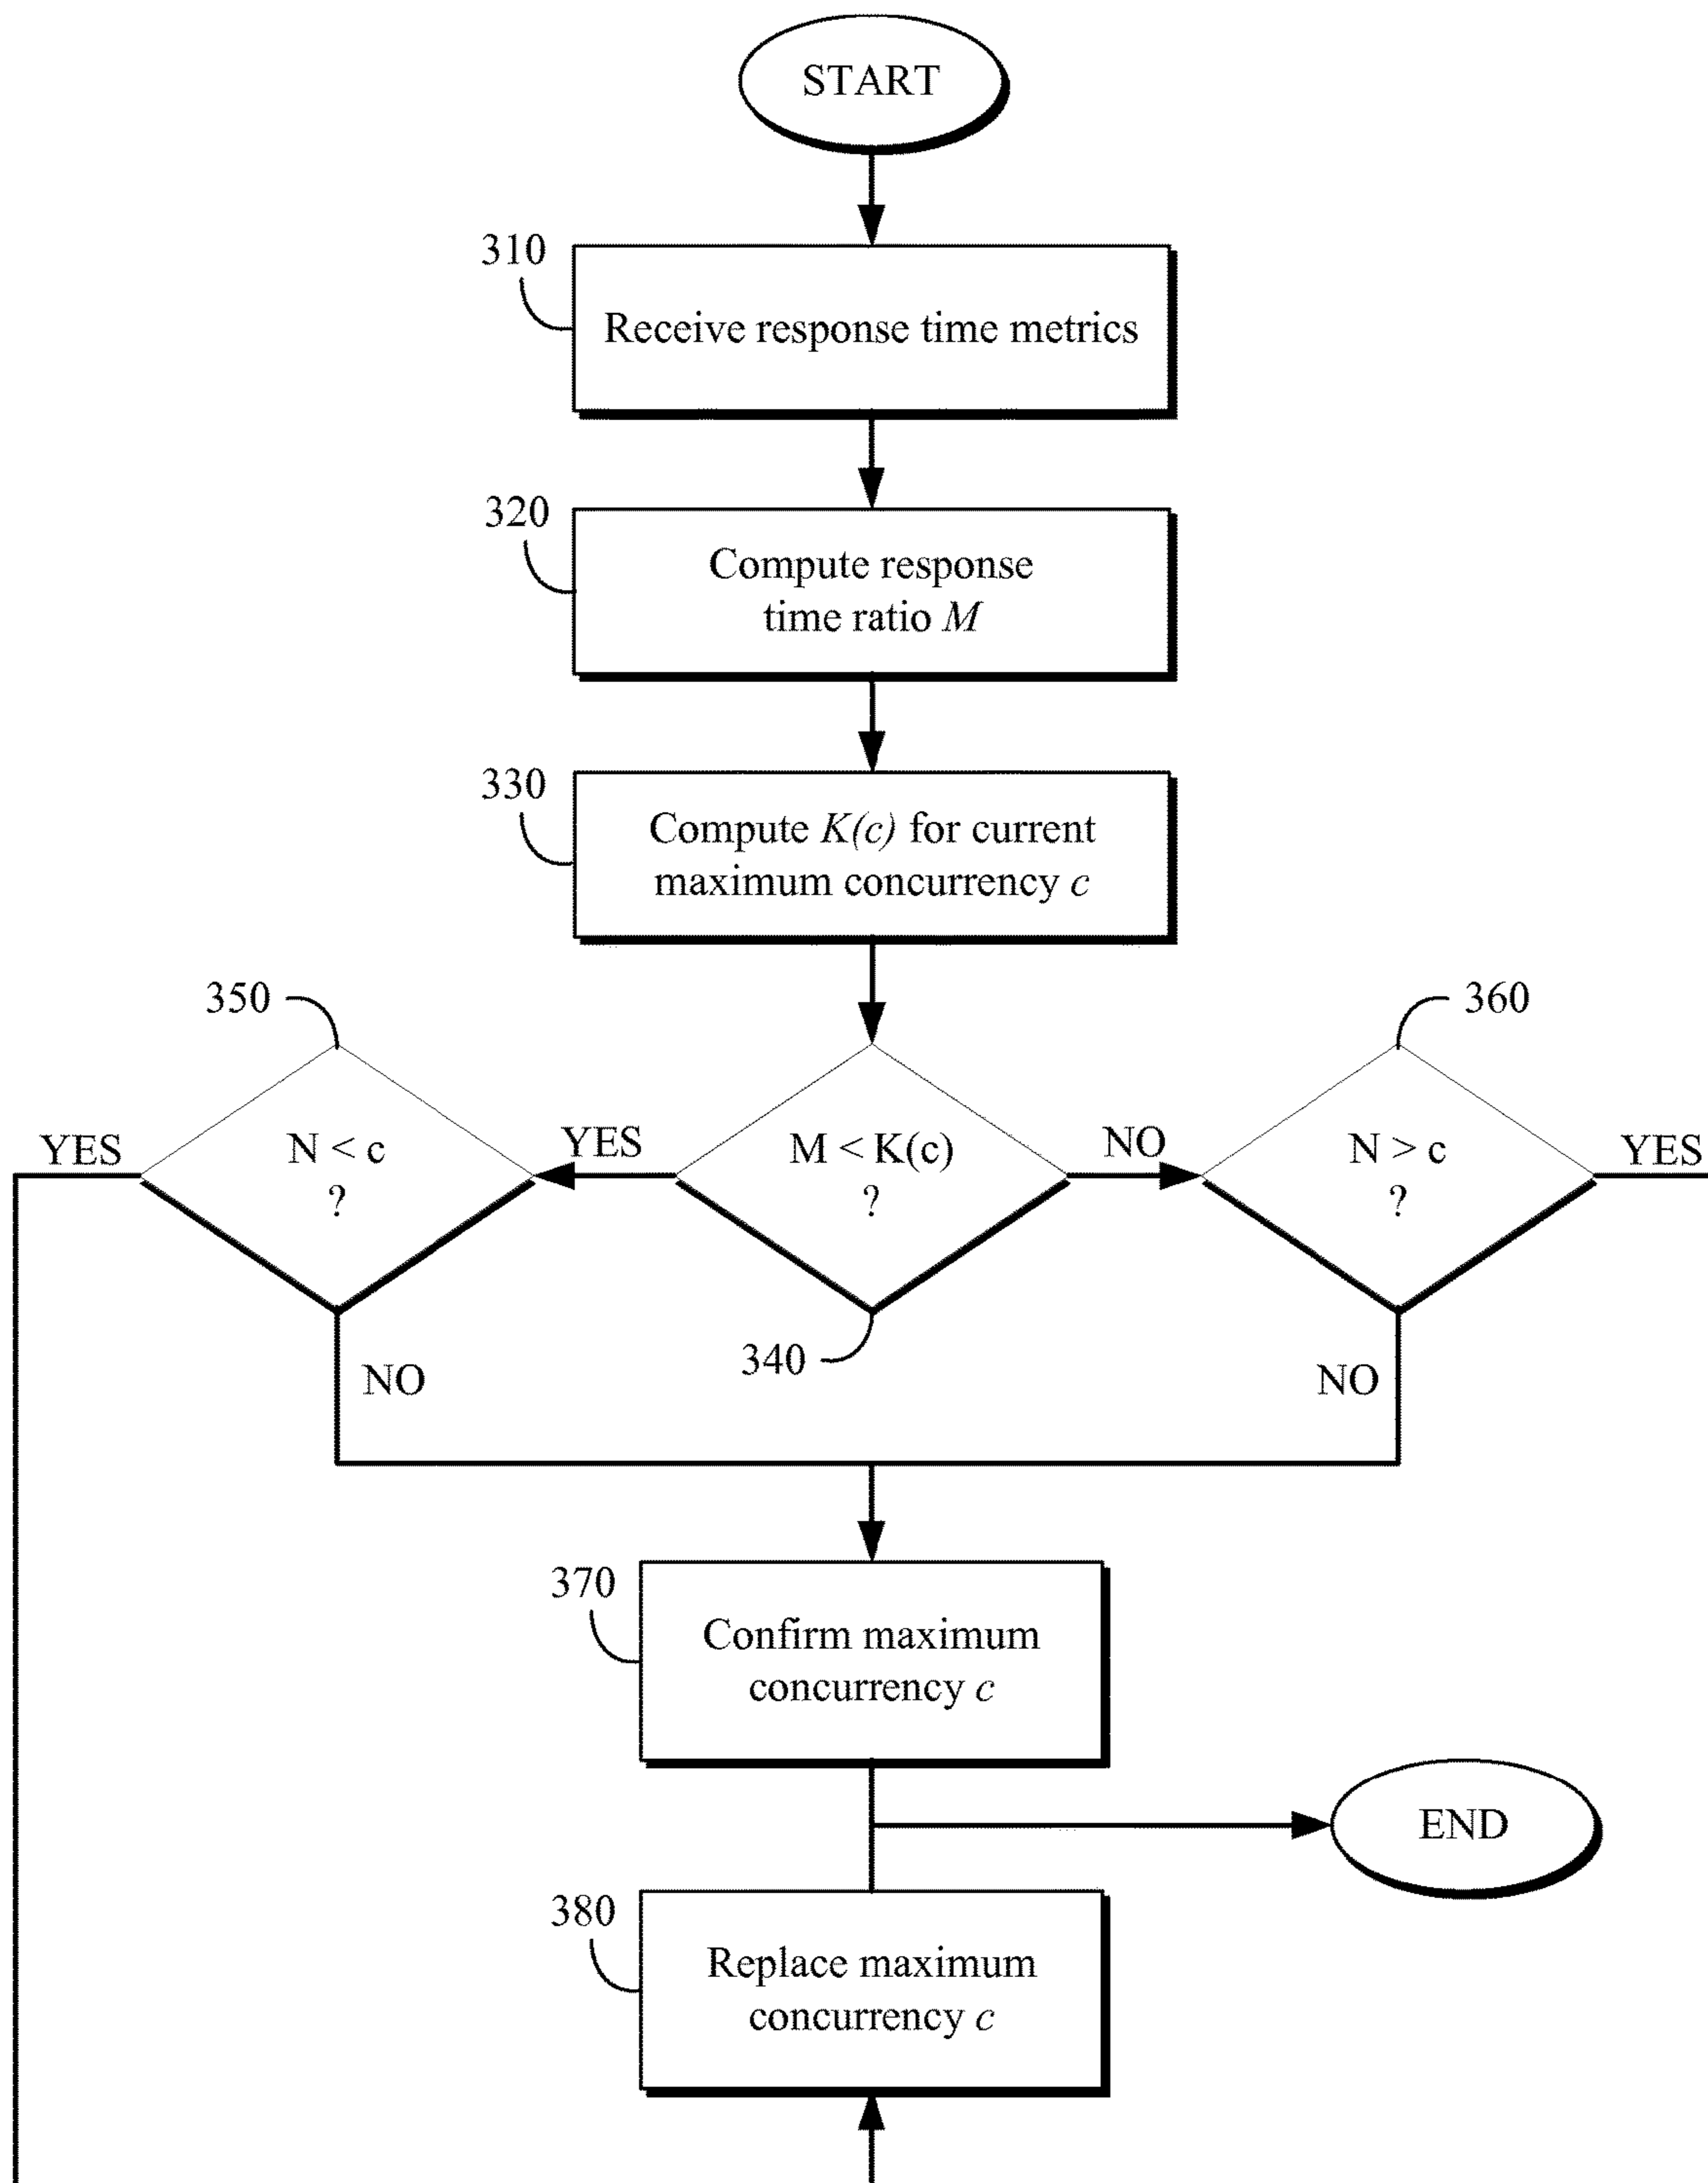 START
310
Receive response time metrics
320
Compute response
time ratio M
330
Compute K(c) for current
maximum concurrency c
350
360
YES
N < c
?
YES
M < K(c)
?
NO
N > c
?
YES
340
NO
NO
370
Confirm maximum
concurrency c
END
380
Replace maximum
concurrency c